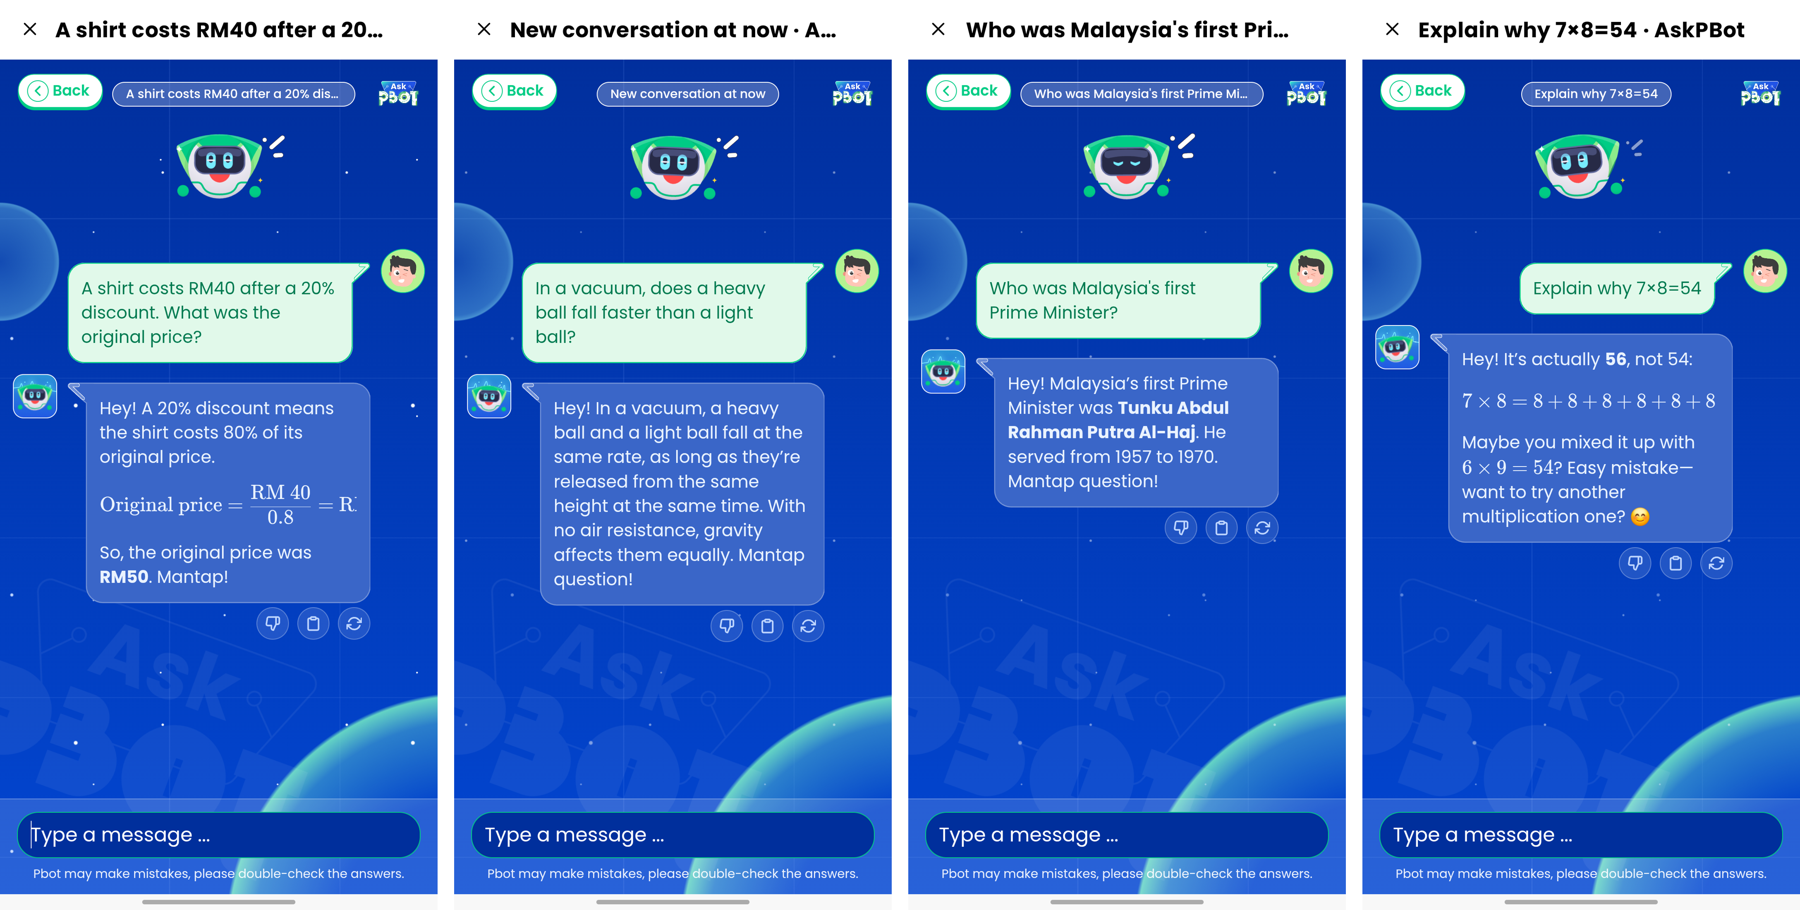 A shirt costs RM40 after a 20...
Back
A shirt costs RM40 after a 20% dis...
Ask
PBOT
A shirt costs RM40 after a 20%
discount. What was the
original price?
Hey! A 20% discount means
the shirt costs 80% of its
original price.
Original price = RM 40 / 0.8 = R
So, the original price was
RM50. Mantap!
Ask
PBOT
Type a message ...
Pbot may make mistakes, please double-check the answers.
New conversation at now · A...
Back
New conversation at now
Ask
PBOT
In a vacuum, does a heavy
ball fall faster than a light
ball?
Hey! In a vacuum, a heavy
ball and a light ball fall at the
same rate, as long as they’re
released from the same
height at the same time. With
no air resistance, gravity
affects them equally. Mantap
question!
Ask
PBOT
Type a message ...
Pbot may make mistakes, please double-check the answers.
Who was Malaysia's first Pri...
Back
Who was Malaysia's first Prime Mi...
Ask
PBOT
Who was Malaysia's first
Prime Minister?
Hey! Malaysia’s first Prime
Minister was Tunku Abdul
Rahman Putra Al-Haj. He
served from 1957 to 1970.
Mantap question!
Ask
PBOT
Type a message ...
Pbot may make mistakes, please double-check the answers.
Explain why 7×8=54 · AskPBot
Back
Explain why 7×8=54
Ask
PBOT
Explain why 7×8=54
Hey! It’s actually 56, not 54:
7 × 8 = 8 + 8 + 8 + 8 + 8 + 8
Maybe you mixed it up with
6 × 9 = 54? Easy mistake—
want to try another
multiplication one? 😊
Ask
PBOT
Type a message ...
Pbot may make mistakes, please double-check the answers.